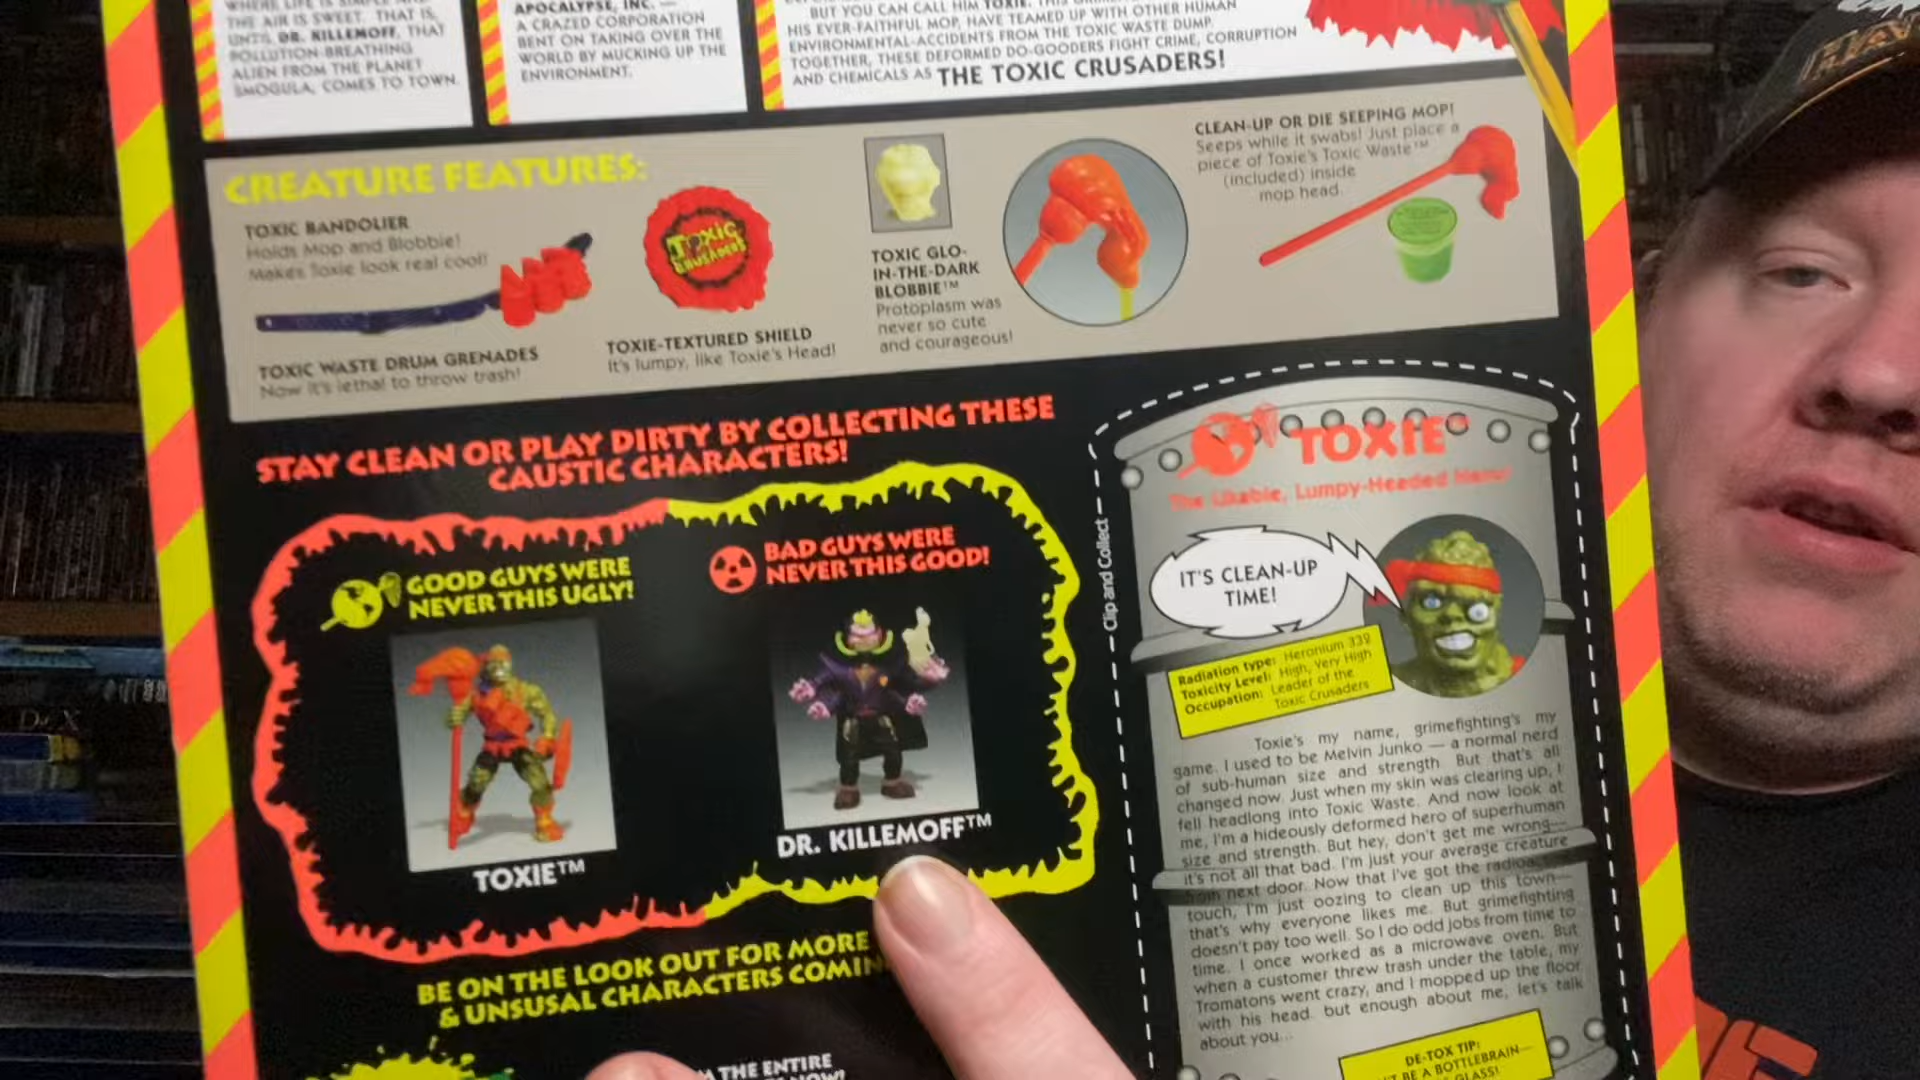 WHERE LIFE IS SIMPLE AND
THE AIR IS SWEET. THAT IS,
UNTIL DR. KILLEMOFF, THAT
POLLUTION-BREATHING
ALIEN FROM THE PLANET
SMOGULA, COMES TO TOWN.
APOCALYPSE, INC. —
A CRAZED CORPORATION
BENT ON TAKING OVER THE
WORLD BY MUCKING UP THE
ENVIRONMENT.
BUT YOU CAN CALL HIM TOXIE. THIS
HIS EVER-FAITHFUL MOP, HAVE TEAMED UP WITH OTHER HUMAN
ENVIRONMENTAL-ACCIDENTS FROM THE TOXIC WASTE DUMP.
TOGETHER, THESE DEFORMED DO-GOODERS FIGHT CRIME, CORRUPTION
AND CHEMICALS AS THE TOXIC CRUSADERS!
CREATURE FEATURES:
TOXIC BANDOLIER
Holds Mop and Blobbie!
Makes Toxie look real cool!
TOXIC WASTE DRUM GRENADES
Now it's lethal to throw trash!
TOXIC
CRUSADERS
TOXIE-TEXTURED SHIELD
It's lumpy, like Toxie's Head!
TOXIC GLO-
IN-THE-DARK
BLOBBIE™
Protoplasm was
never so cute
and courageous!
CLEAN-UP OR DIE SEEPING MOP!
Seeps while it swabs! Just place a
piece of Toxie's Toxic Waste™
(included) inside
mop head.
STAY CLEAN OR PLAY DIRTY BY COLLECTING THESE
CAUSTIC CHARACTERS!
GOOD GUYS WERE
NEVER THIS UGLY!
BAD GUYS WERE
NEVER THIS GOOD!
TOXIE™
DR. KILLEMOFF™
BE ON THE LOOK OUT FOR MORE
& UNSUSAL CHARACTERS COMIN
THE ENTIRE
Clip and Collect
TOXIE™
The Likable, Lumpy-Headed Hero!
IT'S CLEAN-UP
TIME!
Radiation type: Heronium 339
Toxicity Level: High, Very High
Occupation: Leader of the
Toxic Crusaders
Toxie's my name, grimefighting's my
game. I used to be Melvin Junko — a normal nerd
of sub-human size and strength. But that's all
changed now. Just when my skin was clearing up, I
fell headlong into Toxic Waste. And now look at
me, I'm a hideously deformed hero of superhuman
size and strength. But hey, don't get me wrong—
it's not all that bad. I'm just your average creature
from next door. Now that I've got the
touch, I'm just oozing to clean up this town—
that's why everyone likes me. But grimefighting
doesn't pay too well. So I do odd jobs from time to
time. I once worked as a microwave oven. But
when a customer threw trash under the table, my
Tromatons went crazy, and I mopped up the floor
with his head. but enough about me, let's talk
about you...
DE-TOX TIP:
BE A BOTTLEBRAIN—
GLASS!